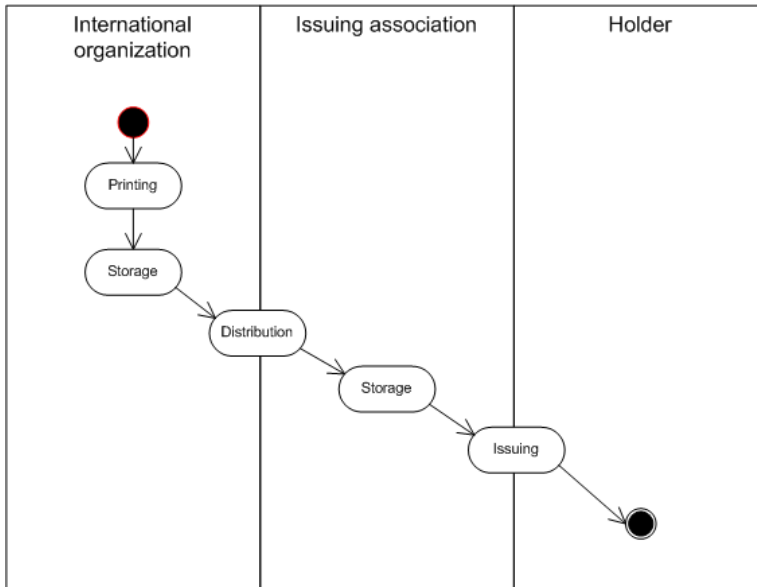 International
organization
Issuing association
Holder
Printing
Storage
Distribution
Storage
Issuing